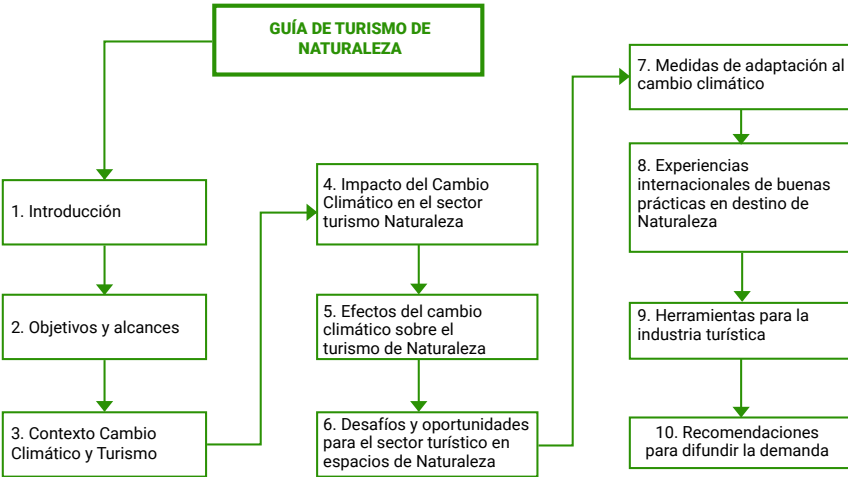 GUÍA DE TURISMO DE
NATURALEZA
1. Introducción
2. Objetivos y alcances
3. Contexto Cambio
Climático y Turismo
4. Impacto del Cambio
Climático en el sector
turismo Naturaleza
5. Efectos del cambio
climático sobre el
turismo de Naturaleza
6. Desafíos y oportunidades
para el sector turístico en
espacios de Naturaleza
7. Medidas de adaptación al
cambio climático
8. Experiencias
internacionales de buenas
prácticas en destino de
Naturaleza
9. Herramientas para la
industria turística
10. Recomendaciones
para difundir la demanda